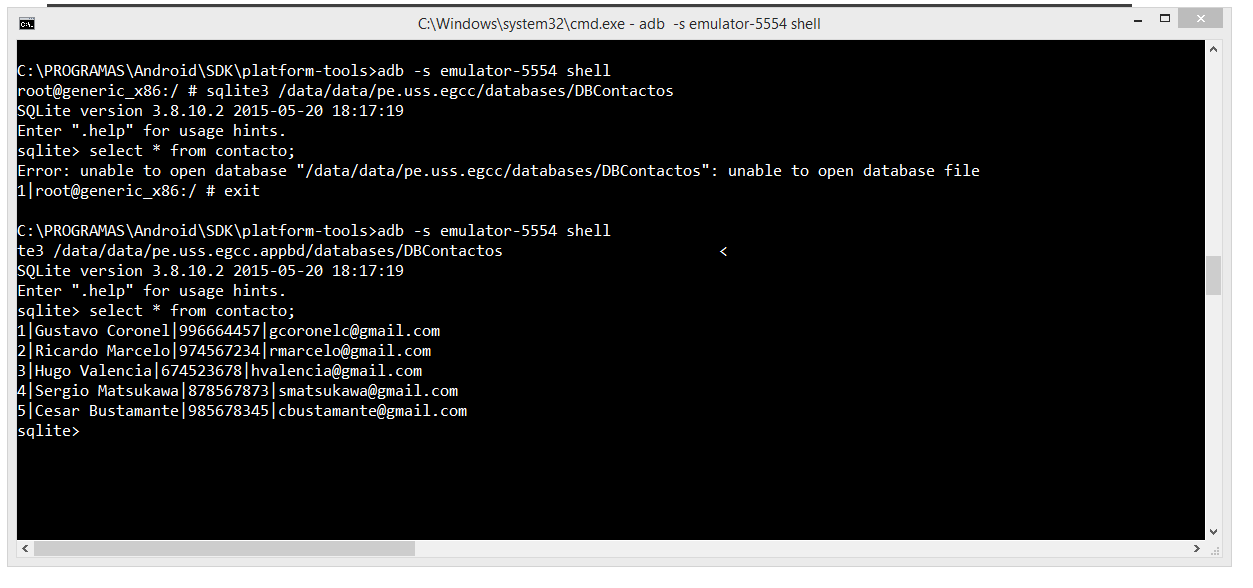 C:\Windows\system32\cmd.exe - adb  -s emulator-5554 shell
C:\PROGRAMAS\Android\SDK\platform-tools>adb -s emulator-5554 shell
root@generic_x86:/ # sqlite3 /data/data/pe.uss.egcc/databases/DBContactos
SQLite version 3.8.10.2 2015-05-20 18:17:19
Enter ".help" for usage hints.
sqlite> select * from contacto;
Error: unable to open database "/data/data/pe.uss.egcc/databases/DBContactos": unable to open database file
1|root@generic_x86:/ # exit
C:\PROGRAMAS\Android\SDK\platform-tools>adb -s emulator-5554 shell
te3 /data/data/pe.uss.egcc.appbd/databases/DBContactos                        <
SQLite version 3.8.10.2 2015-05-20 18:17:19
Enter ".help" for usage hints.
sqlite> select * from contacto;
1|Gustavo Coronel|996664457|gcoronelc@gmail.com
2|Ricardo Marcelo|974567234|rmarcelo@gmail.com
3|Hugo Valencia|674523678|hvalencia@gmail.com
4|Sergio Matsukawa|878567873|smatsukawa@gmail.com
5|Cesar Bustamante|985678345|cbustamante@gmail.com
sqlite>